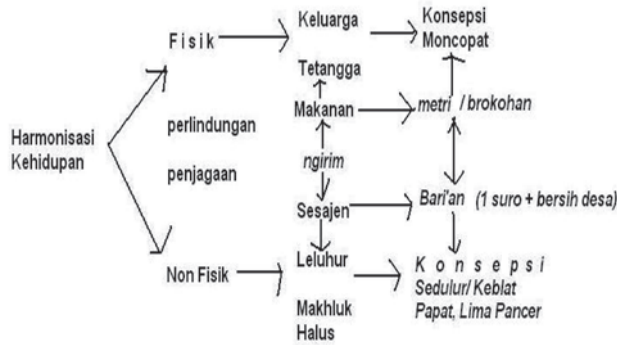 Keluarga
Konsepsi
Moncopat
Fisik
Tetangga
Makanan
metri / brokohan
perlindungan
Harmonisasi
Kehidupan
ngirim
penjagaan
Sesajen
Bari'an (1 suro + bersih desa)
Leluhur
Non Fisik
Konsepsi
Sedulur/ Keblat
Papat, Lima Pancer
Makhluk
Halus